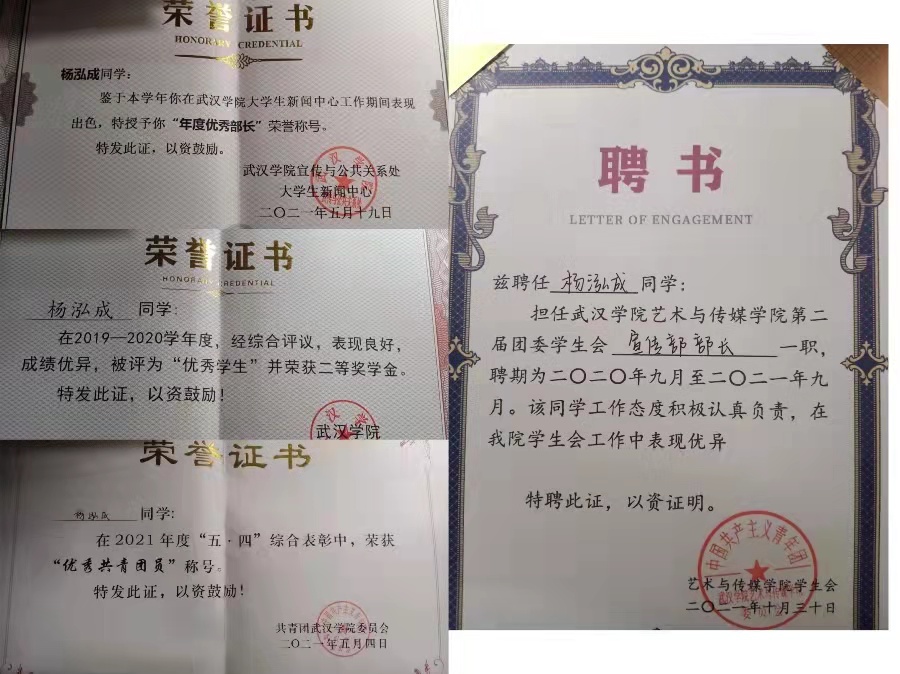 荣誉证书
HONORARY CREDENTIAL
杨泓成同学：
鉴于本学年你在武汉学院大学生新闻中心工作期间表现
出色，特授予你“年度优秀部长”荣誉称号。
特发此证，以资鼓励。
武汉学院宣传与公共关系处
大学生新闻中心
二〇二一年五月十九日
荣誉证书
HONORARY CREDENTIAL
杨泓成 同学：
在2019—2020学年度，经综合评议，表现良好，
成绩优异，被评为“优秀学生”并荣获二等奖学金。
特发此证，以资鼓励！
武汉学院
荣誉证书
杨泓成 同学：
在2021年度“五·四”综合表彰中，荣获
“优秀共青团员”称号。
特发此证，以资鼓励！
共青团武汉学院委员会
二〇二一年五月四日
聘书
LETTER OF ENGAGEMENT
兹聘任 杨泓成 同学：
担任武汉学院艺术与传媒学院第二
届团委学生会 宣传部部长 一职，
聘期为二〇二〇年九月至二〇二一年九
月。该同学工作态度积极认真负责，在
我院学生会工作中表现优异
特聘此证，以资证明。
中国共产主义青年团
艺术与传媒学院学生会
二〇二一年十月三十日